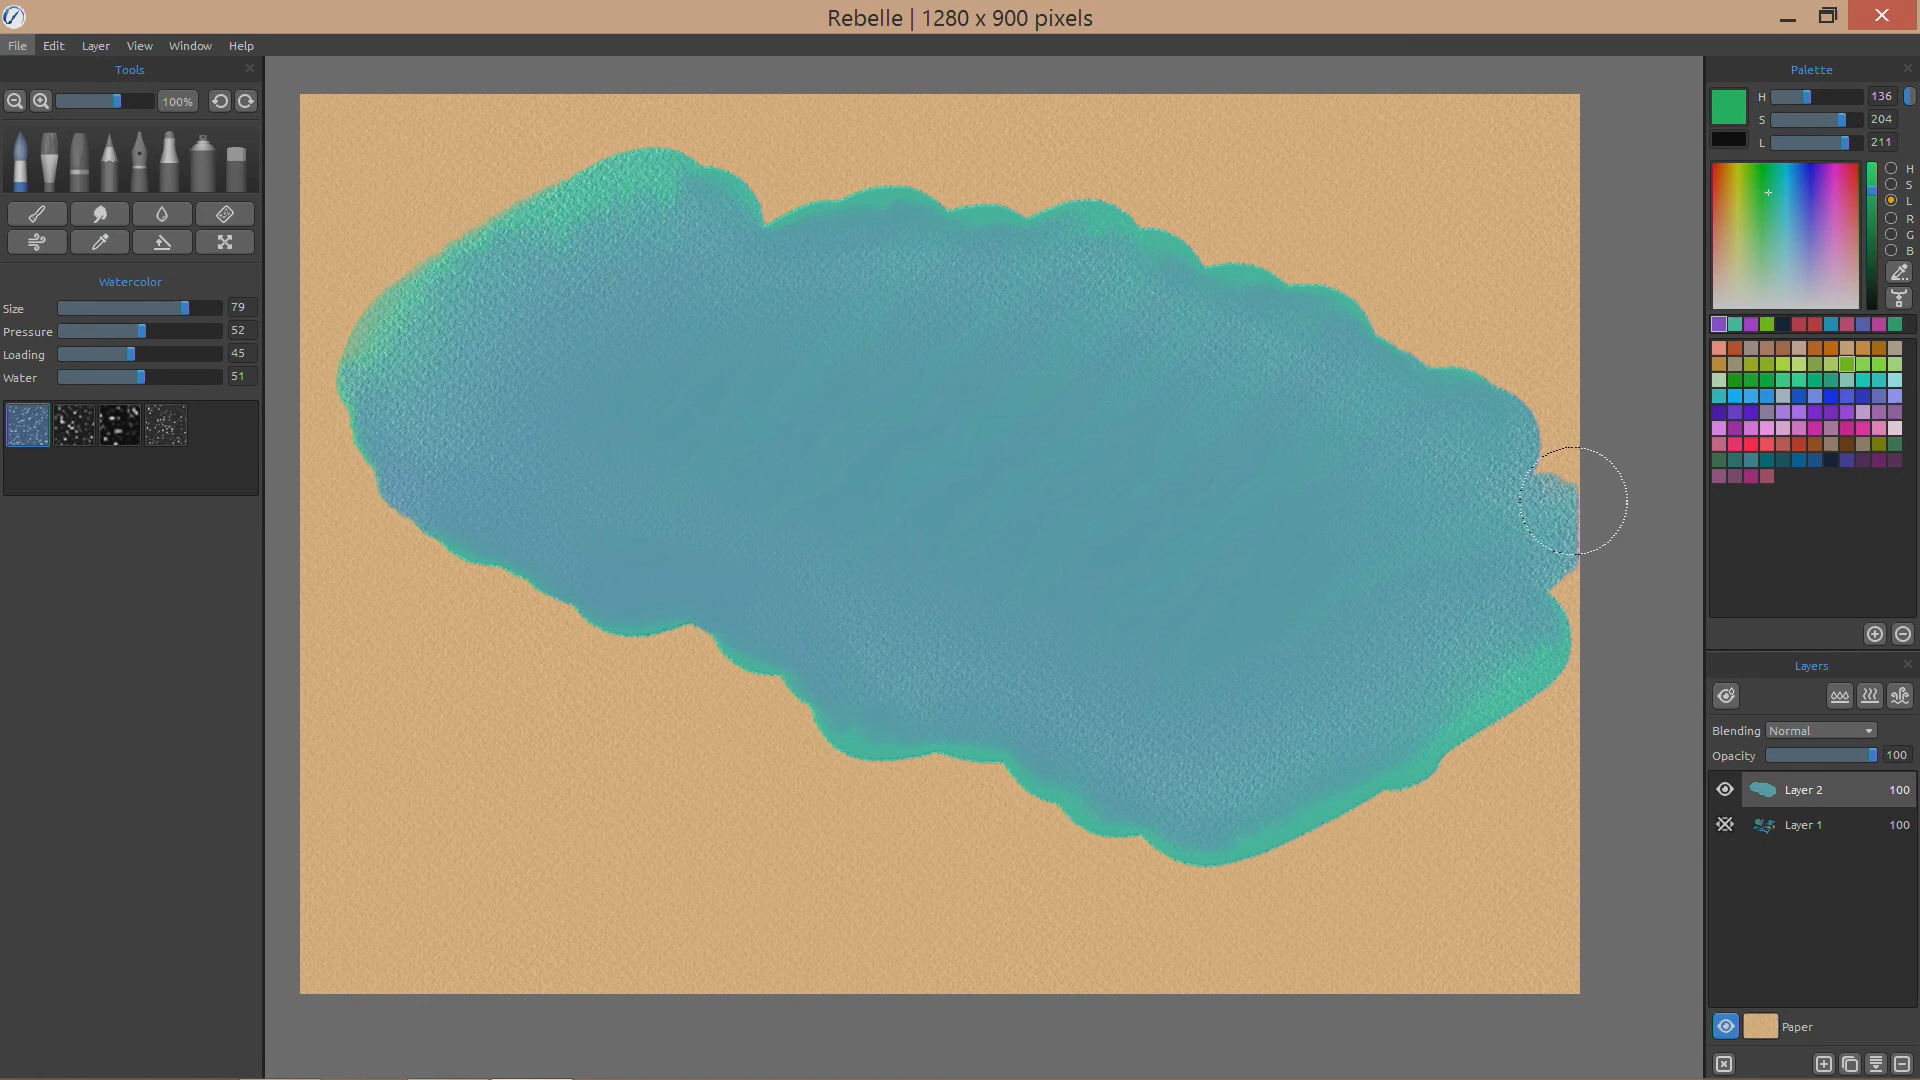 Rebelle | 1280 x 900 pixels
File Edit Layer View Window Help
Tools
100%
Watercolor
Size 79
Pressure 52
Loading 45
Water 51
Palette
H 136
S 204
L 211
H
S
L
R
G
B
Layers
Blending Normal
Opacity 100
Layer 2 100
Layer 1 100
Paper